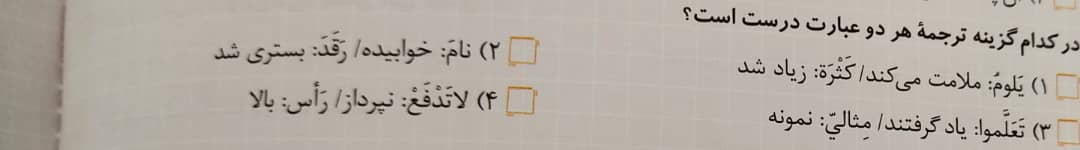 در کدام گزینه ترجمهٔ هر دو عبارت درست است؟
۱) یَلومُ: ملامت می‌کند/ کَثْرَة: زیاد شد
۲) نامَ: خوابیده/ رَقَدَ: بستری شد
۳) تَعَلَّموا: یاد گرفتند/ مِثاليّ: نمونه
۴) لاتَدْفَعْ: نپرداز/ رَأس: بالا